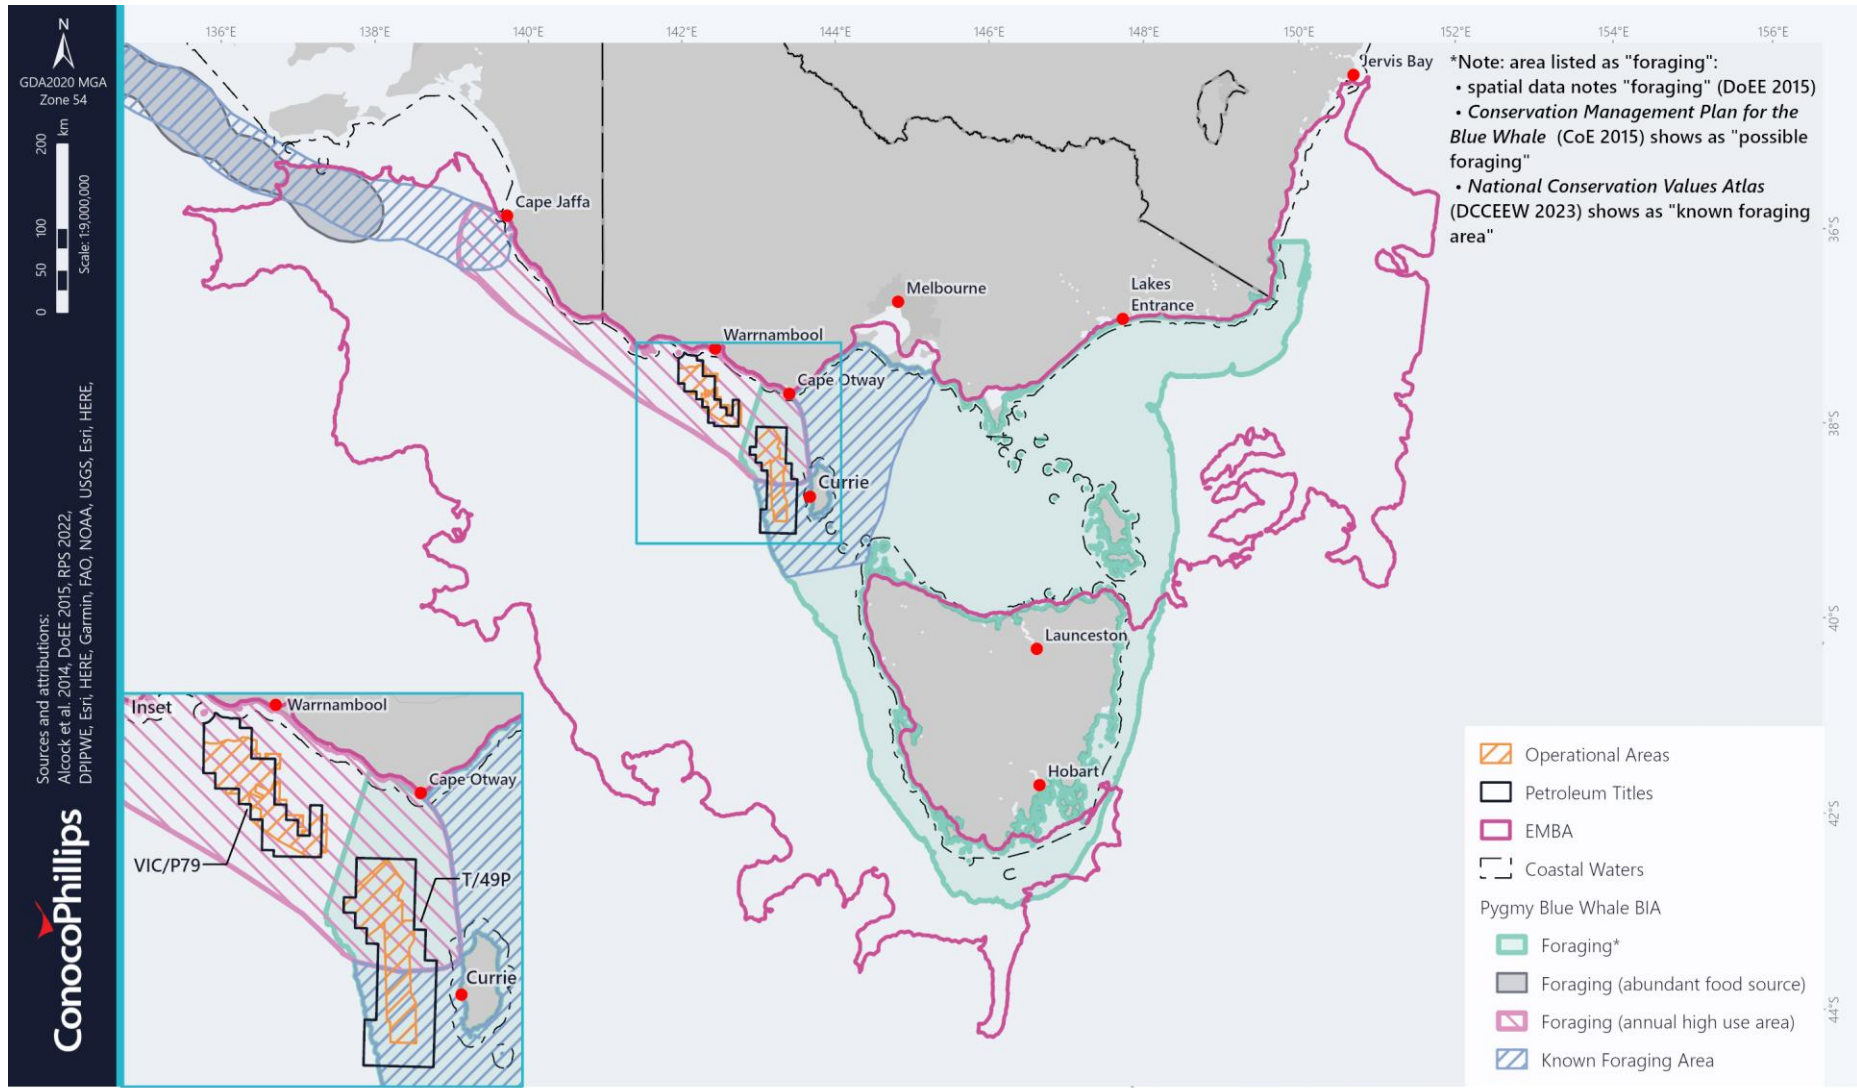 N
GDA2020 MGA
Zone 54
200
100
50
0
km
Scale: 1:9,000,000
Sources and attributions:
Alcock et al. 2014, DoEE 2015, RPS 2022,
DPIPWE, Esri, HERE, Garmin, FAO, NOAA, USGS, Esri, HERE,
ConocoPhillips
136°E
138°E
140°E
142°E
144°E
146°E
148°E
150°E
152°E
154°E
156°E
36°S
38°S
40°S
42°S
44°S
Jervis Bay
*Note: area listed as "foraging":
• spatial data notes "foraging" (DoEE 2015)
• Conservation Management Plan for the
Blue Whale (CoE 2015) shows as "possible
foraging"
• National Conservation Values Atlas
(DCCEEW 2023) shows as "known foraging
area"
Cape Jaffa
Melbourne
Lakes
Entrance
Warrnambool
Cape Otway
Currie
Launceston
Hobart
Inset
Warrnambool
Cape Otway
VIC/P79
T/49P
Currie
Operational Areas
Petroleum Titles
EMBA
Coastal Waters
Pygmy Blue Whale BIA
Foraging*
Foraging (abundant food source)
Foraging (annual high use area)
Known Foraging Area